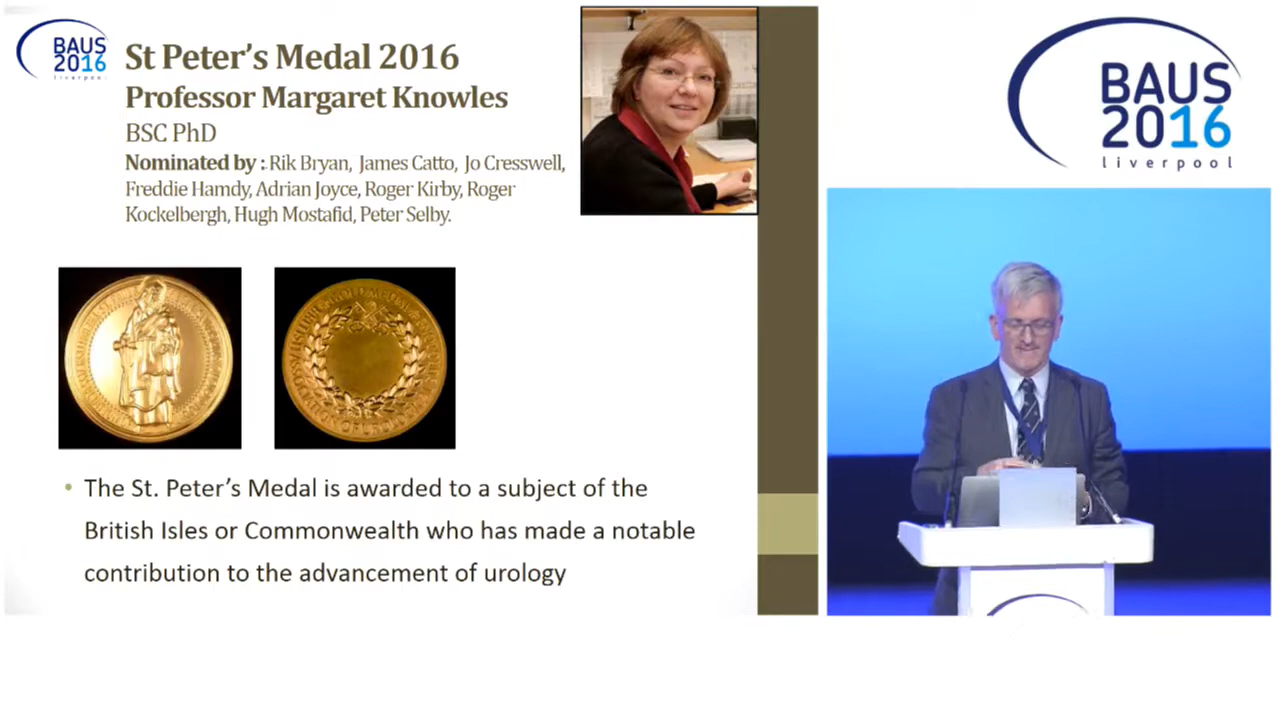 BAUS
2016
liverpool
St Peter's Medal 2016
Professor Margaret Knowles
BSC PhD
Nominated by : Rik Bryan, James Catto, Jo Cresswell,
Freddie Hamdy, Adrian Joyce, Roger Kirby, Roger
Kockelbergh, Hugh Mostafid, Peter Selby.
• The St. Peter's Medal is awarded to a subject of the
British Isles or Commonwealth who has made a notable
contribution to the advancement of urology
BAUS
2016
liverpool